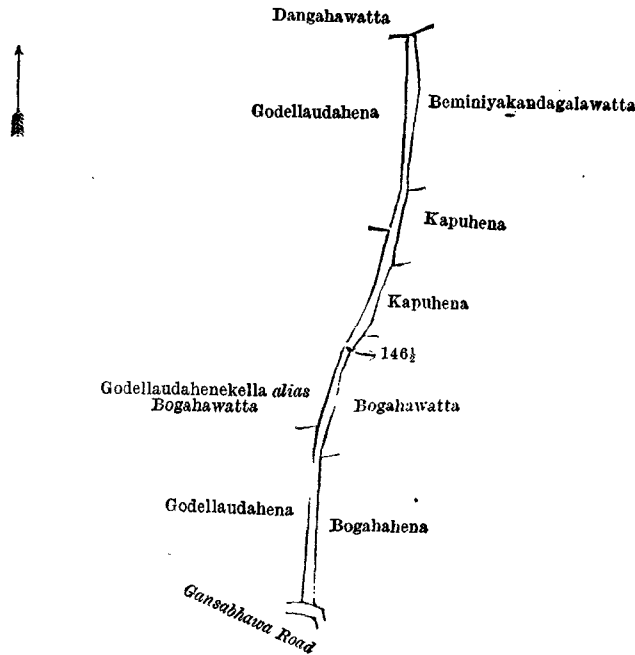 Dangahawatta
Godellaudahena
Beminiyakandagalawatta
Kapuhena
Kapuhena
146½
Godellaudahenekella alias
Bogahawatta
Bogahawatta
Godellaudahena
Bogahahena
Gansabhawa Road